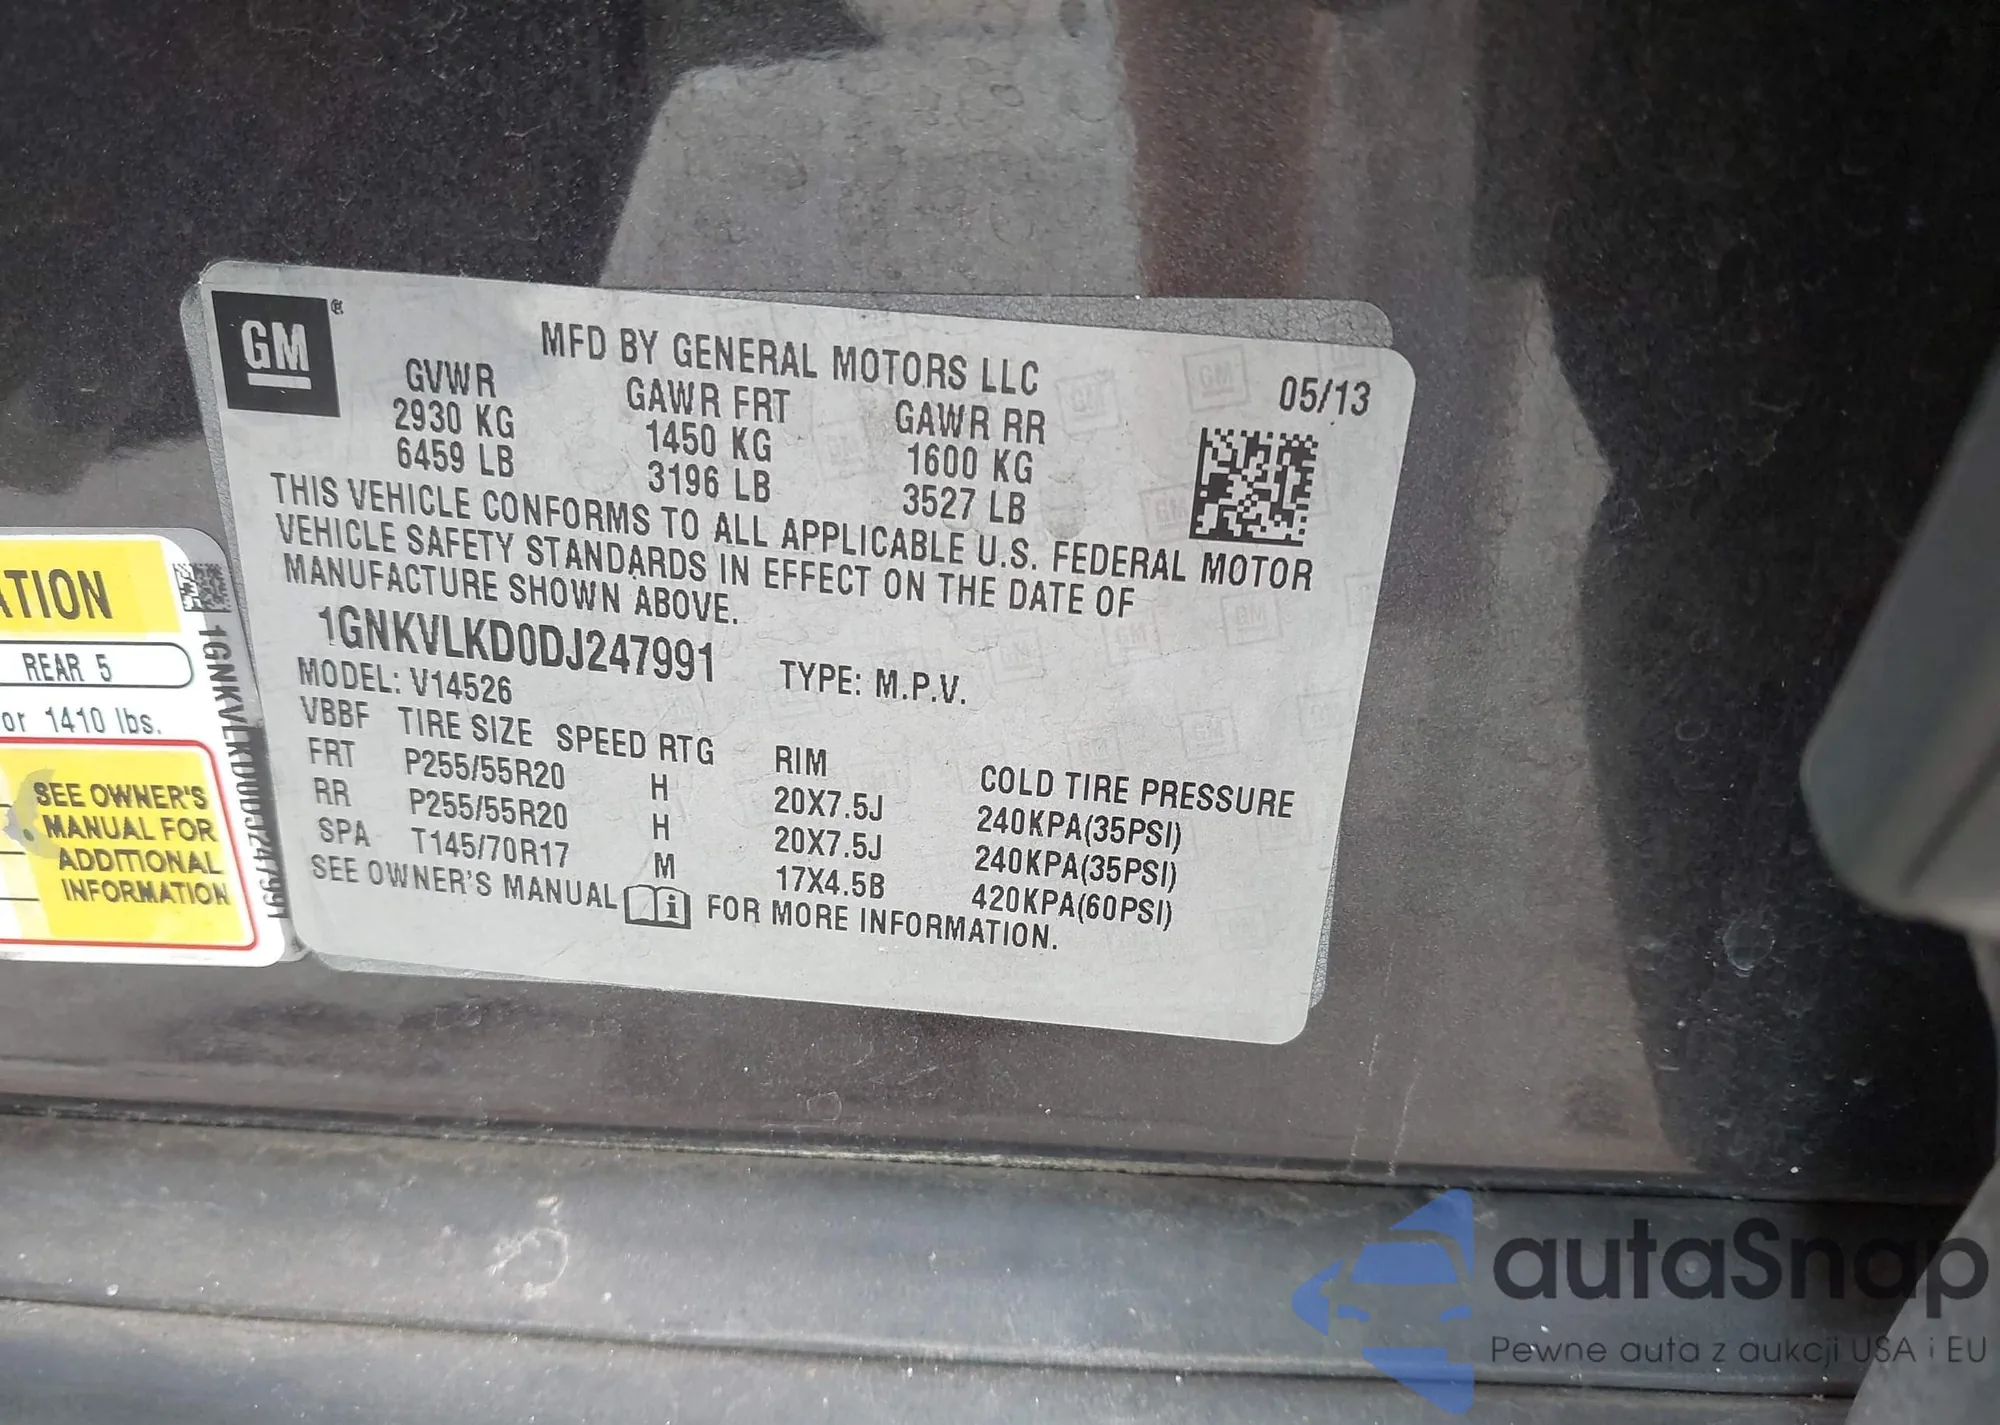 GM®
MFD BY GENERAL MOTORS LLC
05/13
GVWR GAWR FRT GAWR RR
2930 KG 1450 KG 1600 KG
6459 LB 3196 LB 3527 LB
THIS VEHICLE CONFORMS TO ALL APPLICABLE U.S. FEDERAL MOTOR
VEHICLE SAFETY STANDARDS IN EFFECT ON THE DATE OF
MANUFACTURE SHOWN ABOVE.
1GNKVLKD0DJ247991 TYPE: M.P.V.
MODEL: V14526
VBBF TIRE SIZE SPEED RTG RIM COLD TIRE PRESSURE
FRT P255/55R20 H 20X7.5J 240KPA(35PSI)
RR P255/55R20 H 20X7.5J 240KPA(35PSI)
SPA T145/70R17 M 17X4.5B 420KPA(60PSI)
SEE OWNER'S MANUAL i FOR MORE INFORMATION.
ATION
REAR 5
or 1410 lbs.
SEE OWNER'S
MANUAL FOR
ADDITIONAL
INFORMATION
1GNKVLKD0DJ247991
autaSnap
Pewne auta z aukcji USA i EU